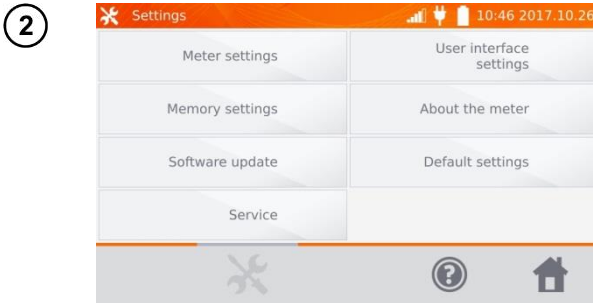 2
Settings
10:46 2017.10.26
Meter settings
User interface
settings
Memory settings
About the meter
Software update
Default settings
Service
?